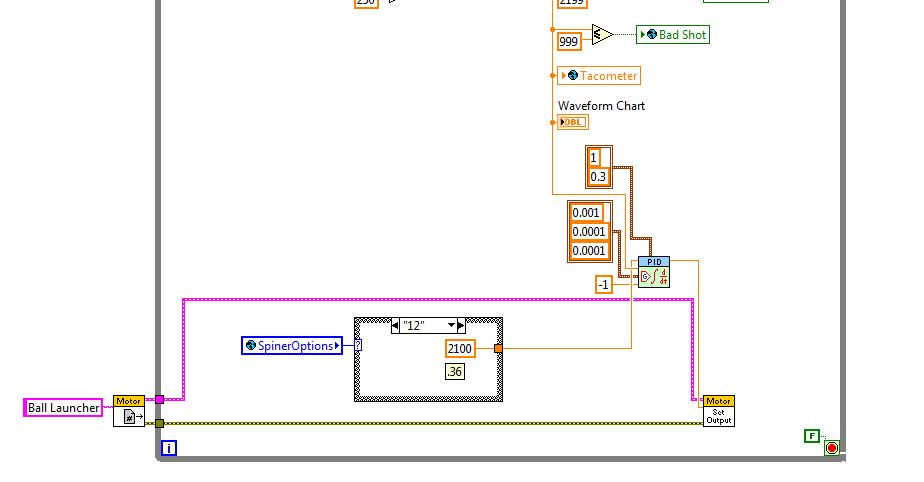 250
2199
999
Bad Shot
Tacometer
Waveform Chart
DBL
1
0.3
0.001
0.0001
0.0001
PID
-1
"12"
SpinerOptions
?
2100
.36
Ball Launcher
Motor
#
Motor
Set
Output
F
i